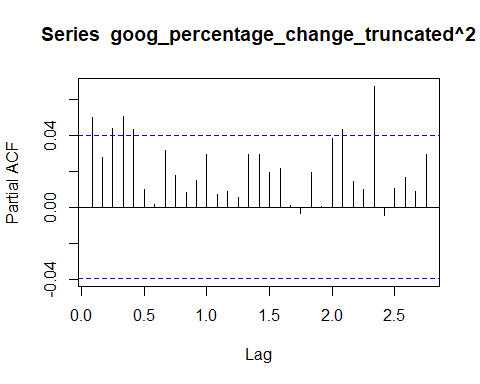 Series goog_percentage_change_truncated^2
Partial ACF
0.04
0.00
-0.04
0.0 0.5 1.0 1.5 2.0 2.5
Lag